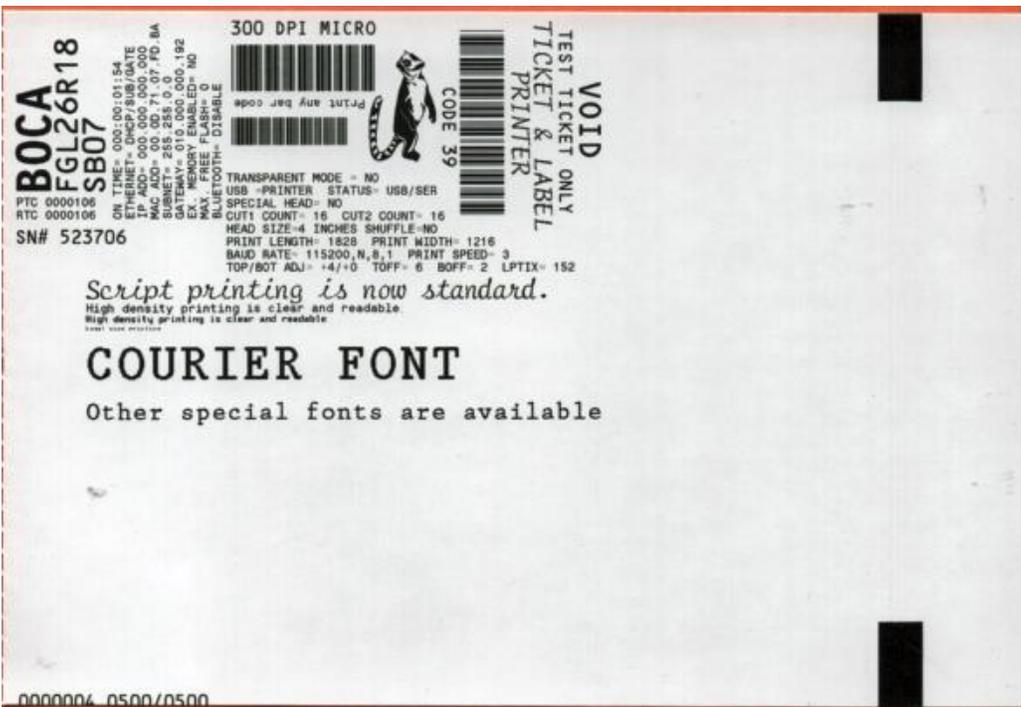 BOCA
FGL26R18
SB07
PTC 0000106
RTC 0000106
SN# 523706
ON TIME= 000:00:01:54
ETHERNET= DHCP/SUB/GATE
IP ADD= 000.000.000.000
MAC ADD= 00.0D.71.07.FD.BA
SUBNET= 255.255.0.0
GATEWAY= 010.000.000.192
EX. MEMORY ENABLED= NO
MAX. FREE FLASH= 0
BLUETOOTH= DISABLE
300 DPI MICRO
Print any bar code
CODE 39
TICKET & LABEL
PRINTER
TEST TICKET ONLY
VOID
TRANSPARENT MODE = NO
USB =PRINTER STATUS= USB/SER
SPECIAL HEAD= NO
CUT1 COUNT= 16 CUT2 COUNT= 16
HEAD SIZE=4 INCHES SHUFFLE=NO
PRINT LENGTH= 1828 PRINT WIDTH= 1216
BAUD RATE= 115200,N,8,1 PRINT SPEED= 3
TOP/BOT ADJ= +4/+0 TOFF= 6 BOFF= 2 LPTIX= 152
Script printing is now standard.
High density printing is clear and readable.
High density printing is clear and readable
COURIER FONT
Other special fonts are available
0000004 0500/0500